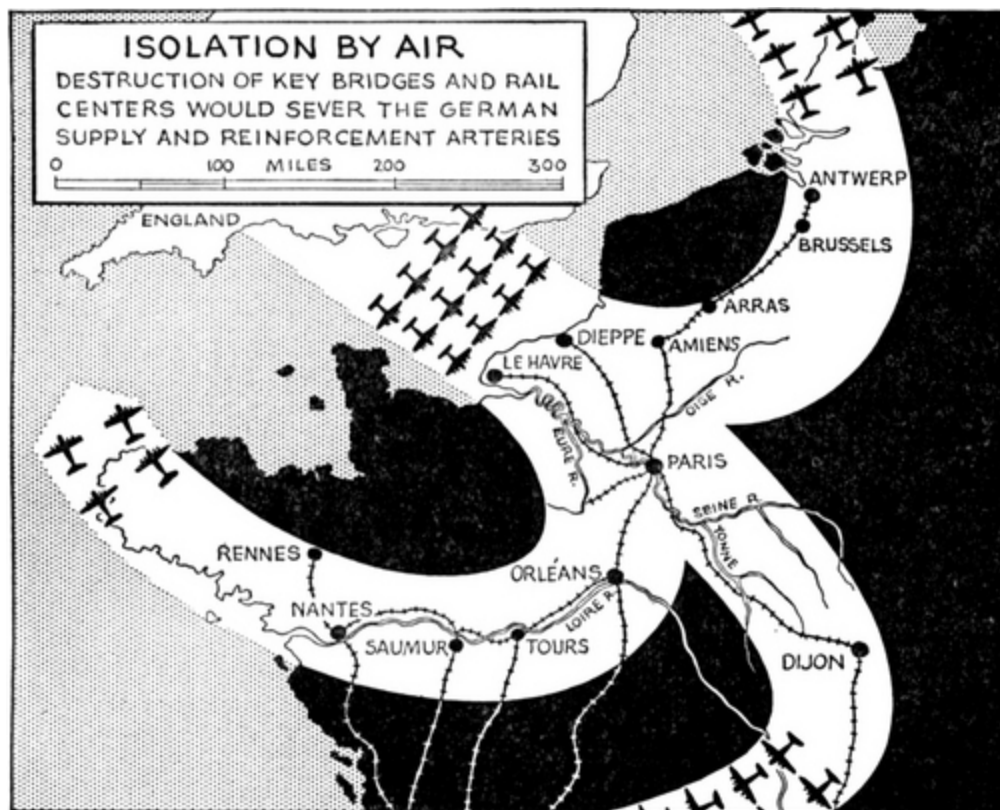 ISOLATION BY AIR
DESTRUCTION OF KEY BRIDGES AND RAIL
CENTERS WOULD SEVER THE GERMAN
SUPPLY AND REINFORCEMENT ARTERIES
0 100 MILES 200 300
ENGLAND
ANTWERP
BRUSSELS
ARRAS
DIEPPE
AMIENS
LE HAVRE
OISE R.
EURE R.
PARIS
SEINE R.
YONNE
RENNES
ORLÉANS
NANTES
LOIRE R.
SAUMUR
TOURS
DIJON